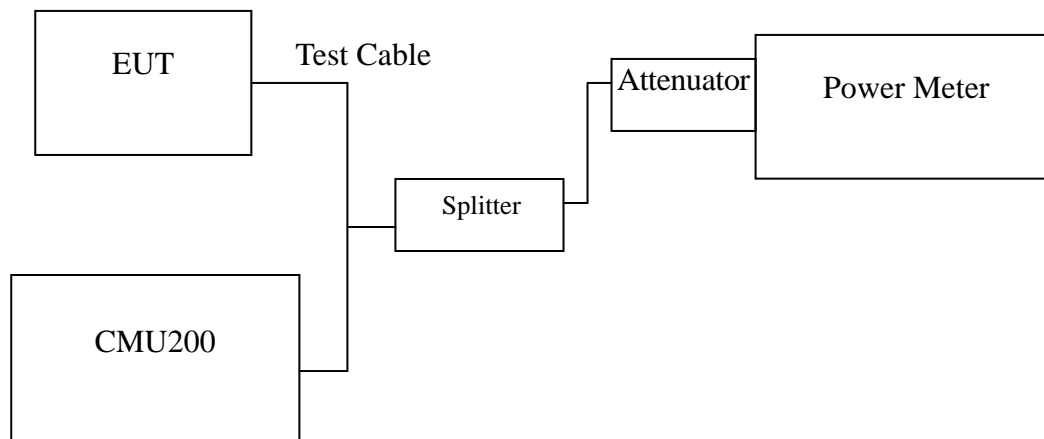 EUT
Test Cable
Attenuator
Power Meter
Splitter
CMU200